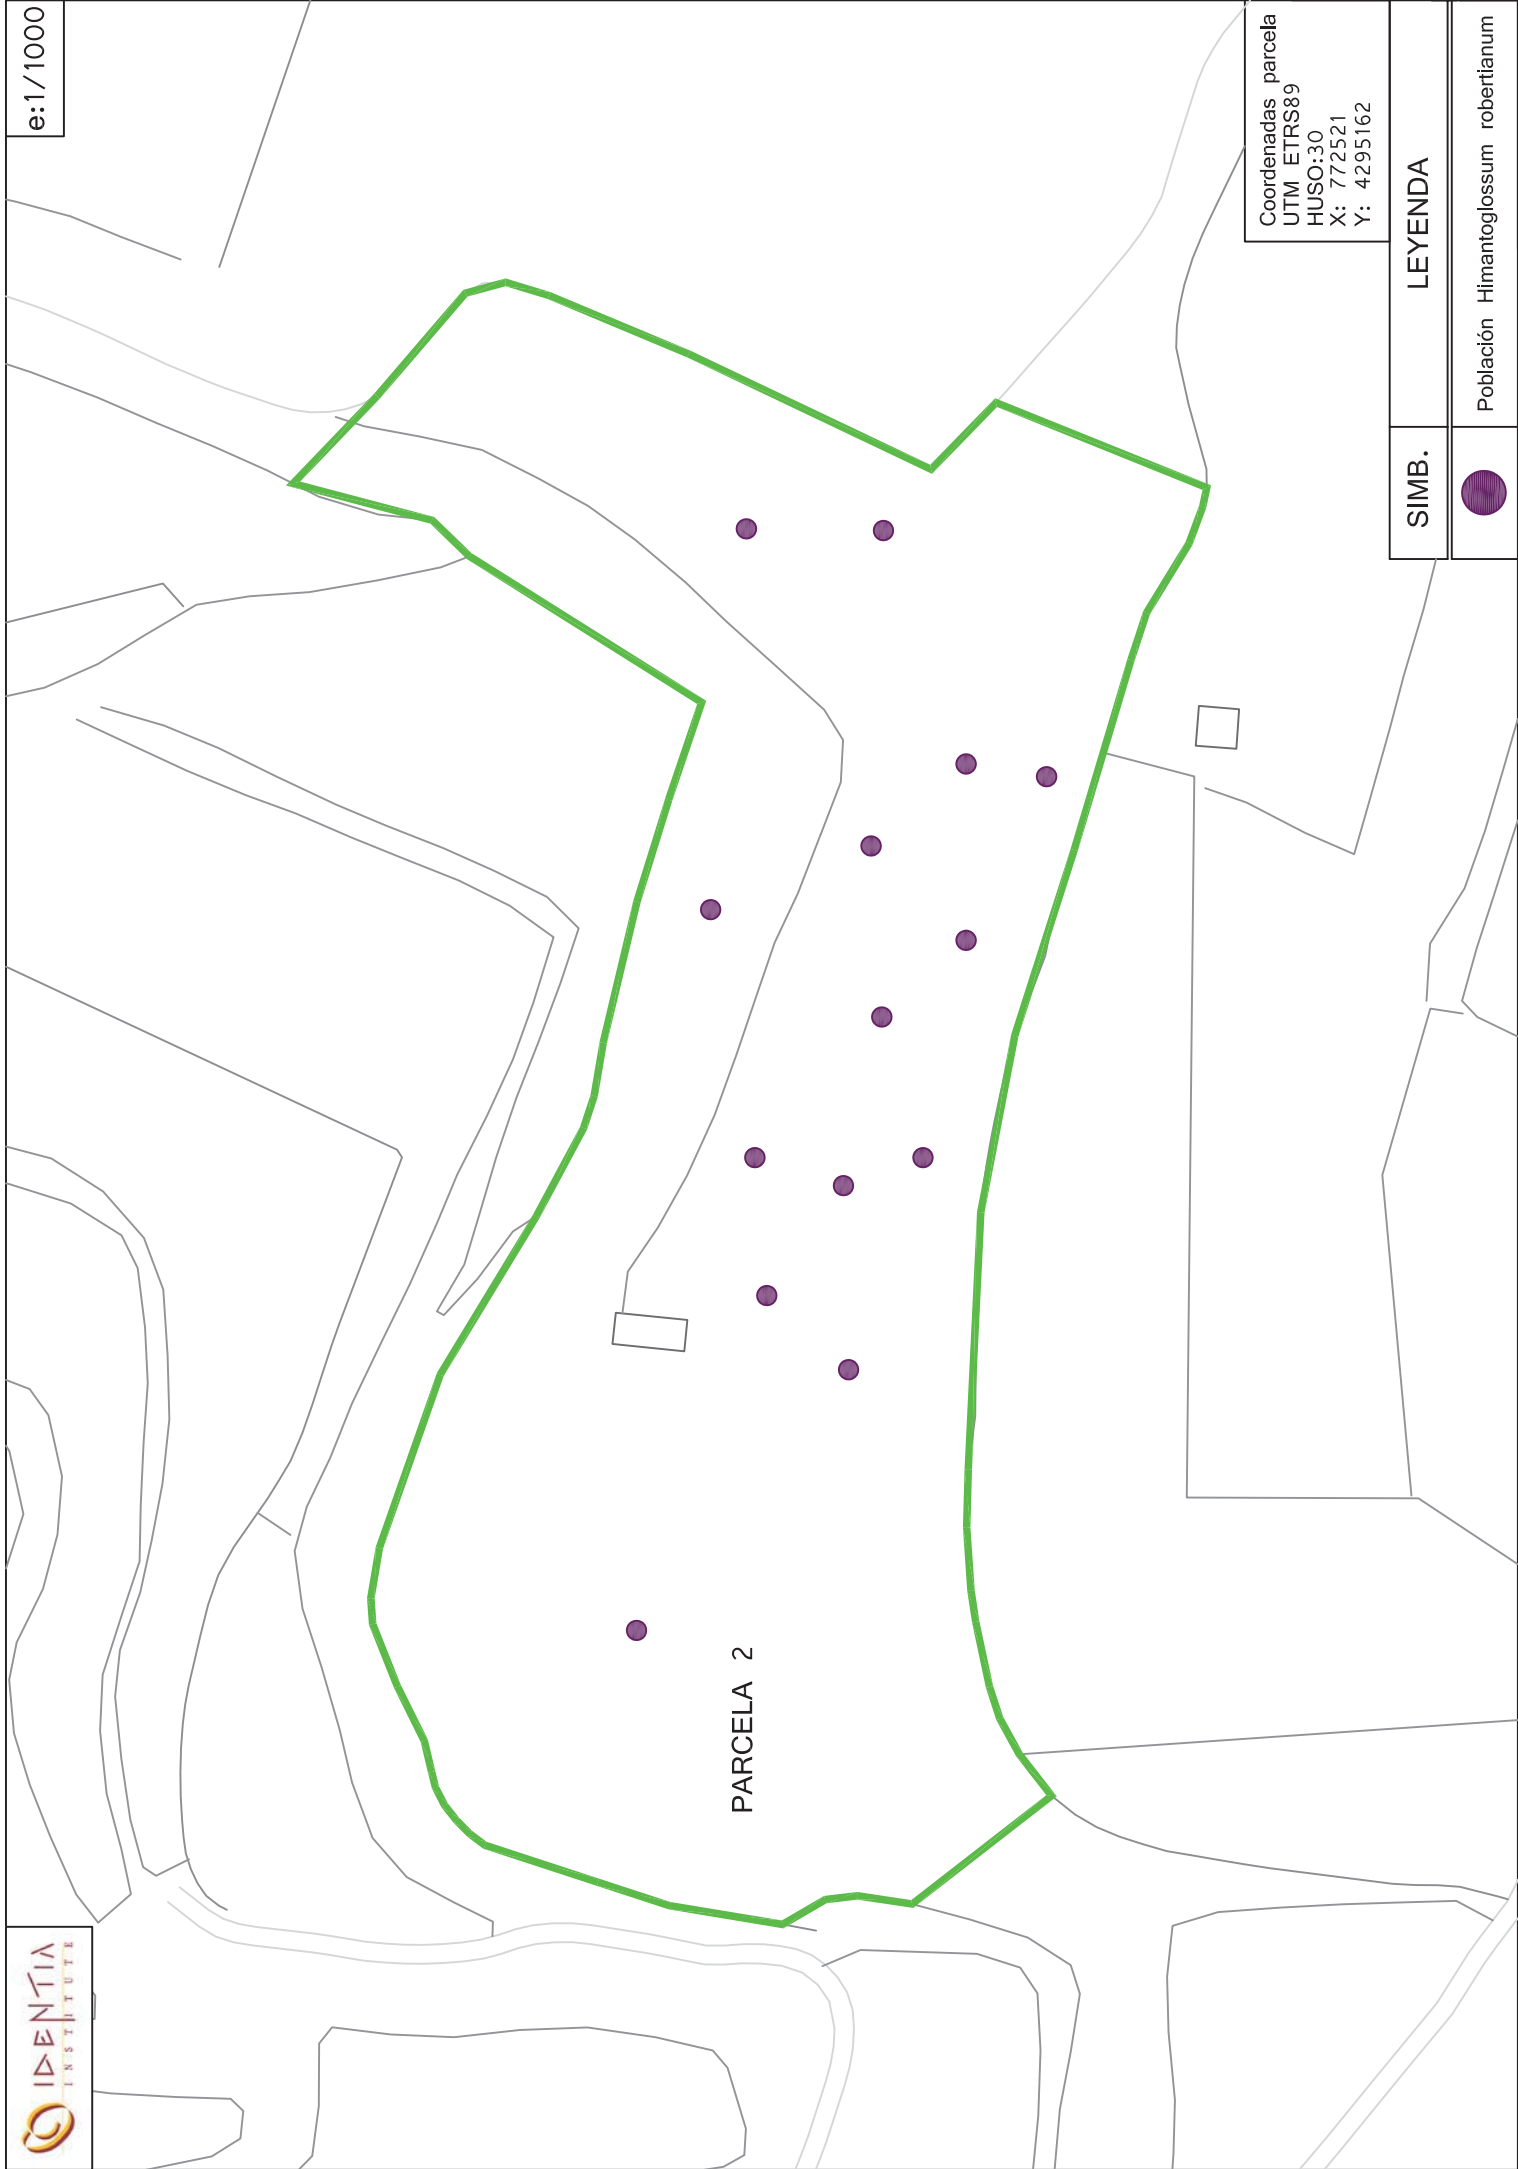 e:1/1000
Coordenadas parcela
UTM ETRS89
HUSO:30
X: 772521
Y: 4295162
SIMB.
LEYENDA
Población Himantoglossum robertianum
PARCELA 2
IDENTIA
INSTITUTE